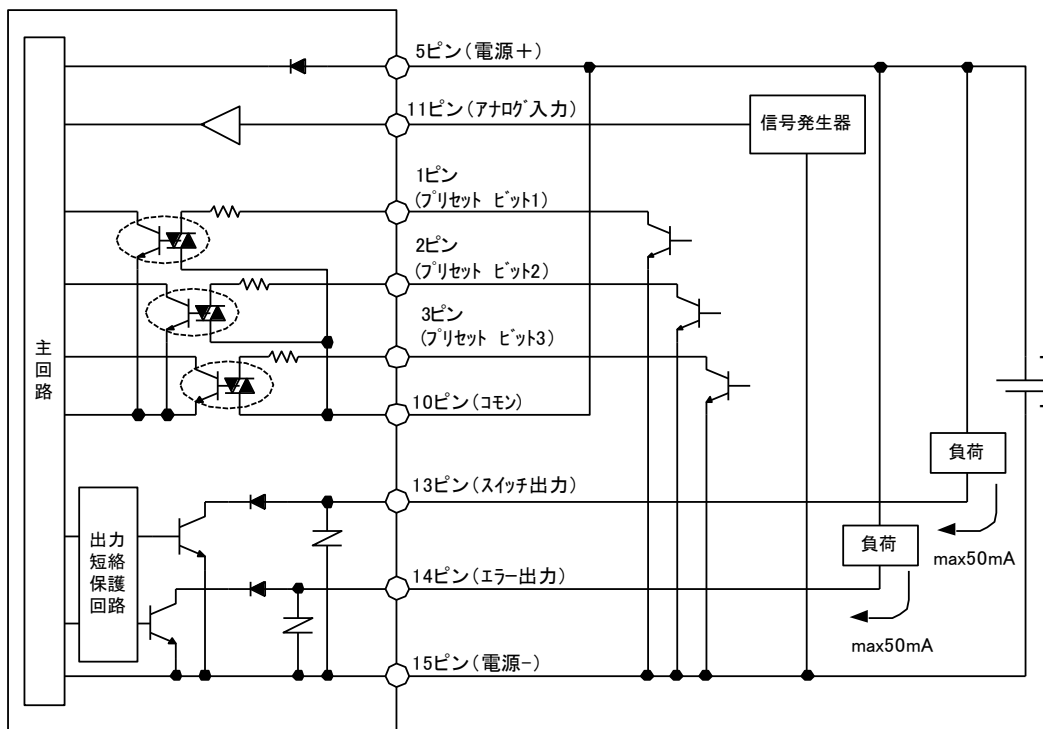 5ピン(電源＋)
11ピン(アナログ入力)
信号発生器
1ピン
(プリセット ビット1)
2ピン
(プリセット ビット2)
3ピン
(プリセット ビット3)
主回路
10ピン(コモン)
負荷
13ピン(スイッチ出力)
max50mA
出力
短絡
保護
回路
負荷
14ピン(エラー出力)
max50mA
15ピン(電源-)